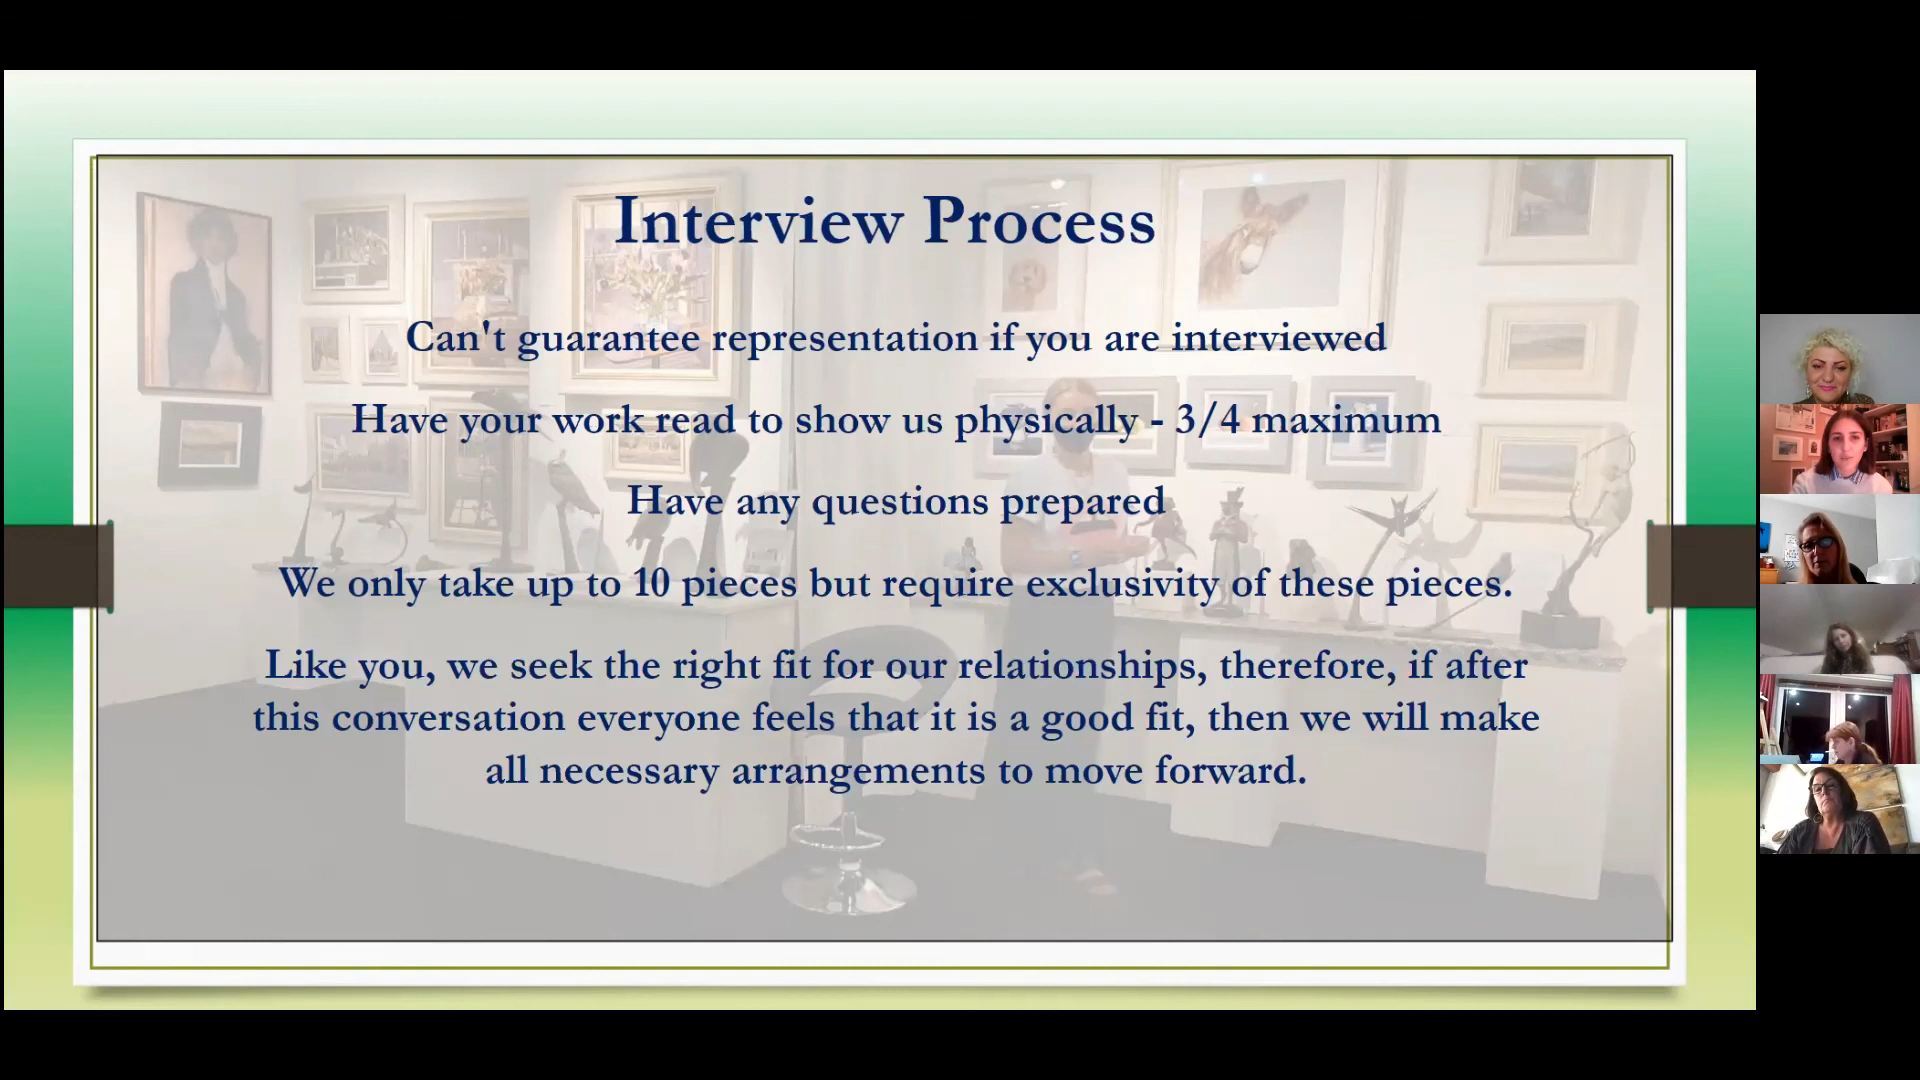 Interview Process
Can't guarantee representation if you are interviewed
Have your work read to show us physically - 3/4 maximum
Have any questions prepared
We only take up to 10 pieces but require exclusivity of these pieces.
Like you, we seek the right fit for our relationships, therefore, if after
this conversation everyone feels that it is a good fit, then we will make
all necessary arrangements to move forward.